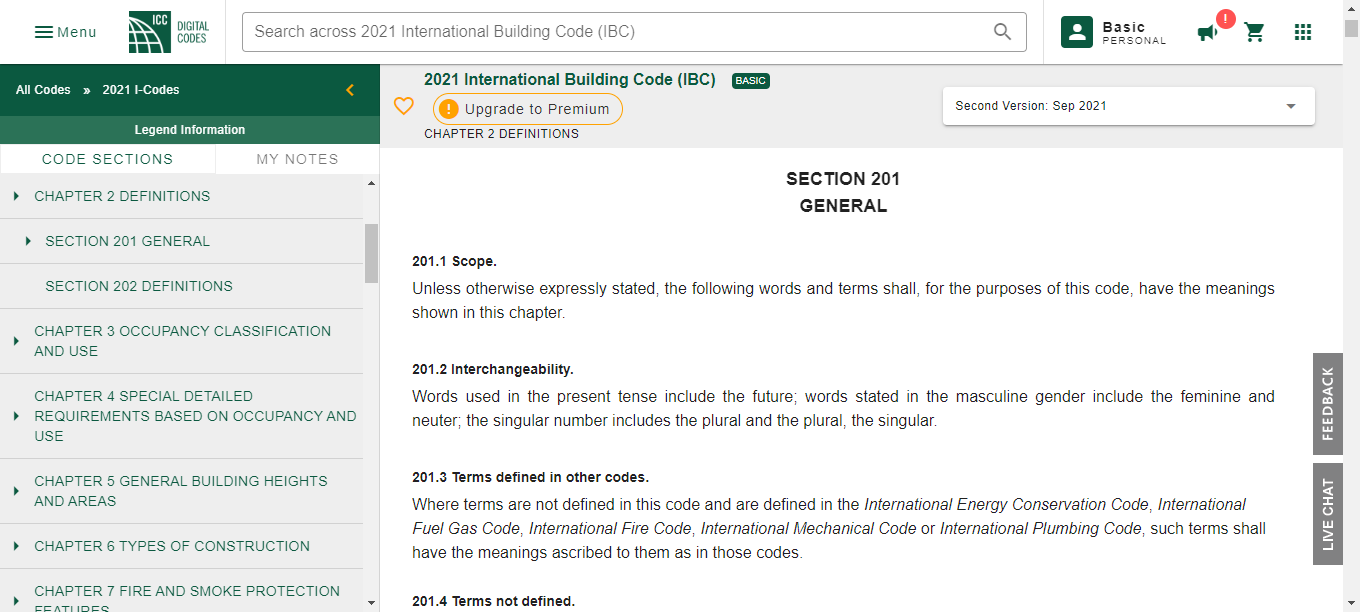 Menu
ICC
DIGITAL
CODES
Search across 2021 International Building Code (IBC)
Basic
PERSONAL
!
All Codes » 2021 I-Codes
Legend Information
CODE SECTIONS
MY NOTES
CHAPTER 2 DEFINITIONS
SECTION 201 GENERAL
SECTION 202 DEFINITIONS
CHAPTER 3 OCCUPANCY CLASSIFICATION
AND USE
CHAPTER 4 SPECIAL DETAILED
REQUIREMENTS BASED ON OCCUPANCY AND
USE
CHAPTER 5 GENERAL BUILDING HEIGHTS
AND AREAS
CHAPTER 6 TYPES OF CONSTRUCTION
CHAPTER 7 FIRE AND SMOKE PROTECTION
FEATURES
2021 International Building Code (IBC)
BASIC
! Upgrade to Premium
CHAPTER 2 DEFINITIONS
Second Version: Sep 2021
SECTION 201
GENERAL
201.1 Scope.
Unless otherwise expressly stated, the following words and terms shall, for the purposes of this code, have the meanings
shown in this chapter.
201.2 Interchangeability.
Words used in the present tense include the future; words stated in the masculine gender include the feminine and
neuter; the singular number includes the plural and the plural, the singular.
201.3 Terms defined in other codes.
Where terms are not defined in this code and are defined in the International Energy Conservation Code, International
Fuel Gas Code, International Fire Code, International Mechanical Code or International Plumbing Code, such terms shall
have the meanings ascribed to them as in those codes.
201.4 Terms not defined.
FEEDBACK
LIVE CHAT